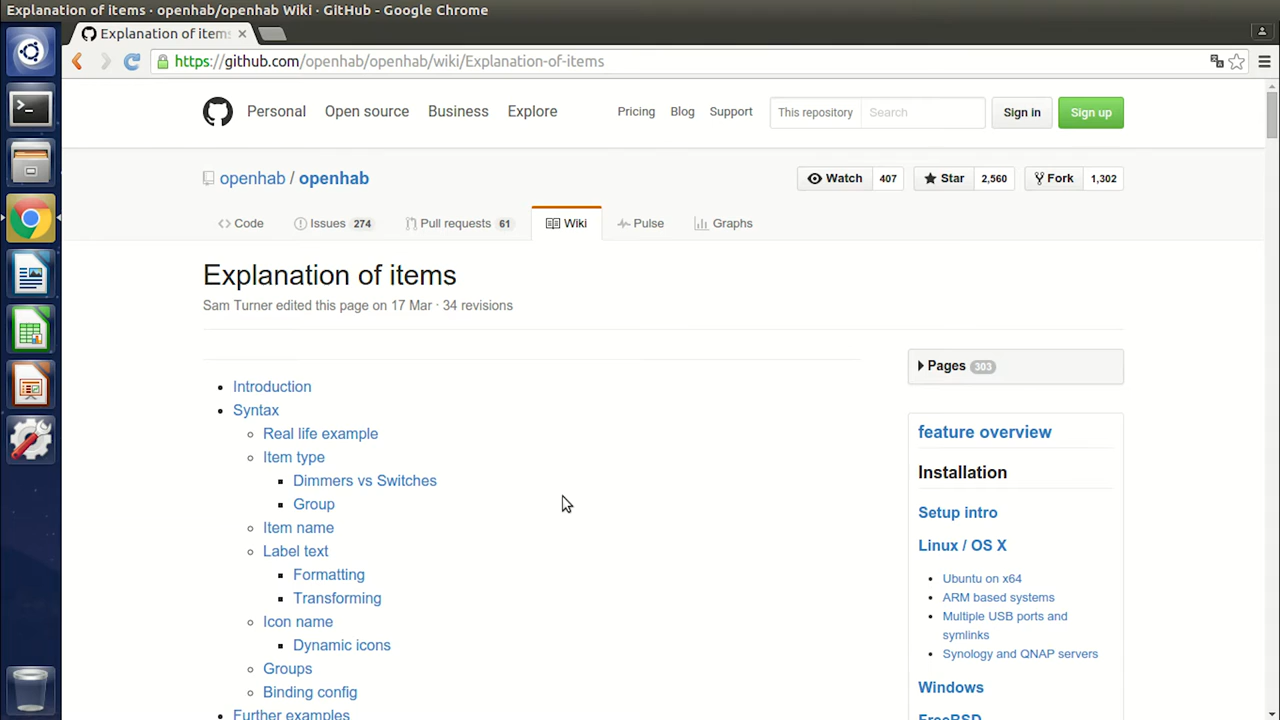 Explanation of items · openhab/openhab Wiki · GitHub - Google Chrome
Explanation of items
https://github.com/openhab/openhab/wiki/Explanation-of-items
Personal Open source Business Explore Pricing Blog Support This repository Search Sign in Sign up
openhab / openhab
Watch 407 Star 2,560 Fork 1,302
Code Issues 274 Pull requests 61 Wiki Pulse Graphs
Explanation of items
Sam Turner edited this page on 17 Mar · 34 revisions
Introduction
Syntax
Real life example
Item type
Dimmers vs Switches
Group
Item name
Label text
Formatting
Transforming
Icon name
Dynamic icons
Groups
Binding config
Further examples
Pages 303
feature overview
Installation
Setup intro
Linux / OS X
Ubuntu on x64
ARM based systems
Multiple USB ports and
symlinks
Synology and QNAP servers
Windows
FreeBSD